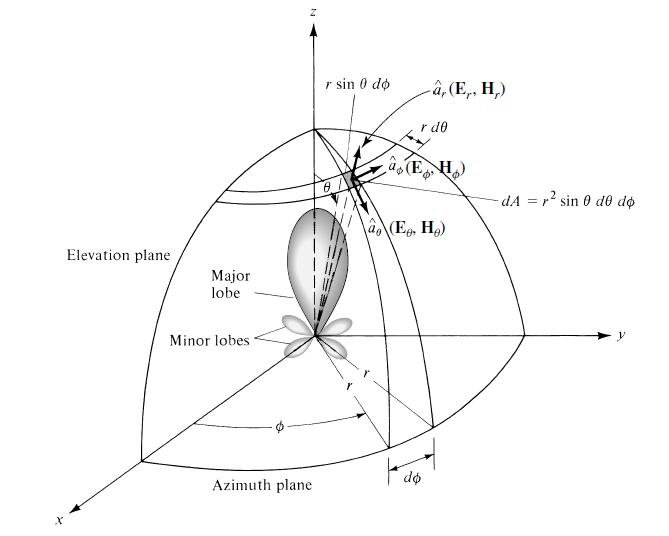 z
r sin θ dϕ
â_r (E_r, H_r)
r dθ
â_ϕ (E_ϕ, H_ϕ)
θ
dA = r² sin θ dθ dϕ
â_θ (E_θ, H_θ)
Elevation plane
Major
lobe
Minor lobes
y
r
r
ϕ
dϕ
Azimuth plane
x